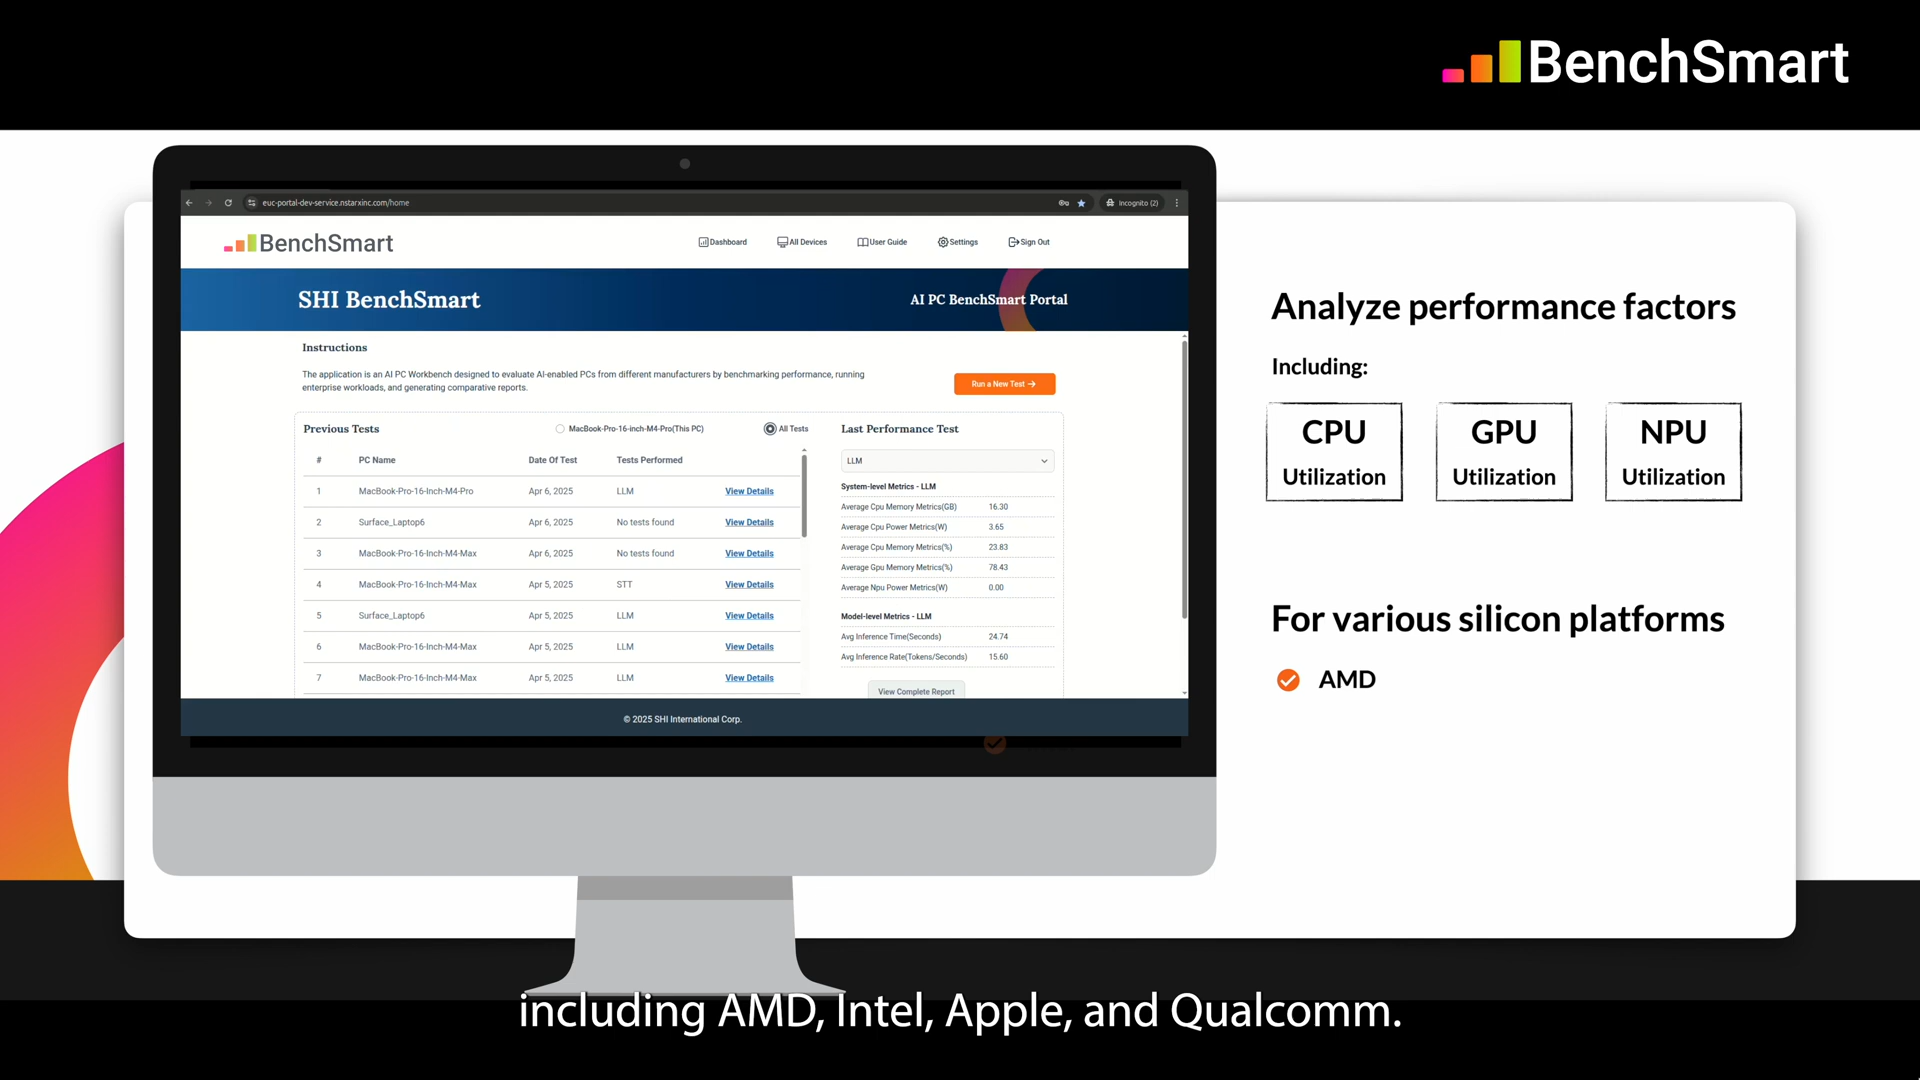 BenchSmart
euc-portal-dev-service.nstarxinc.com/home
Incognito (2)
BenchSmart
Dashboard
All Devices
User Guide
Settings
Sign Out
SHI BenchSmart
AI PC BenchSmart Portal
Instructions
The application is an AI PC Workbench designed to evaluate AI-enabled PCs from different manufacturers by benchmarking performance, running
enterprise workloads, and generating comparative reports.
Run a New Test →
Previous Tests
MacBook-Pro-16-inch-M4-Pro(This PC)
All Tests
# PC Name Date Of Test Tests Performed
1 MacBook-Pro-16-Inch-M4-Pro Apr 6, 2025 LLM View Details
2 Surface_Laptop6 Apr 6, 2025 No tests found View Details
3 MacBook-Pro-16-Inch-M4-Max Apr 6, 2025 No tests found View Details
4 MacBook-Pro-16-Inch-M4-Max Apr 5, 2025 STT View Details
5 Surface_Laptop6 Apr 5, 2025 LLM View Details
6 MacBook-Pro-16-Inch-M4-Max Apr 5, 2025 LLM View Details
7 MacBook-Pro-16-Inch-M4-Max Apr 5, 2025 LLM View Details
Last Performance Test
LLM
System-level Metrics - LLM
Average Cpu Memory Metrics(GB) 16.30
Average Cpu Power Metrics(W) 3.65
Average Cpu Memory Metrics(%) 23.83
Average Gpu Memory Metrics(%) 78.43
Average Npu Power Metrics(W) 0.00
Model-level Metrics - LLM
Avg Inference Time(Seconds) 24.74
Avg Inference Rate(Tokens/Seconds) 15.60
View Complete Report
© 2025 SHI International Corp.
Analyze performance factors
Including:
CPU
Utilization
GPU
Utilization
NPU
Utilization
For various silicon platforms
AMD
including AMD, Intel, Apple, and Qualcomm.